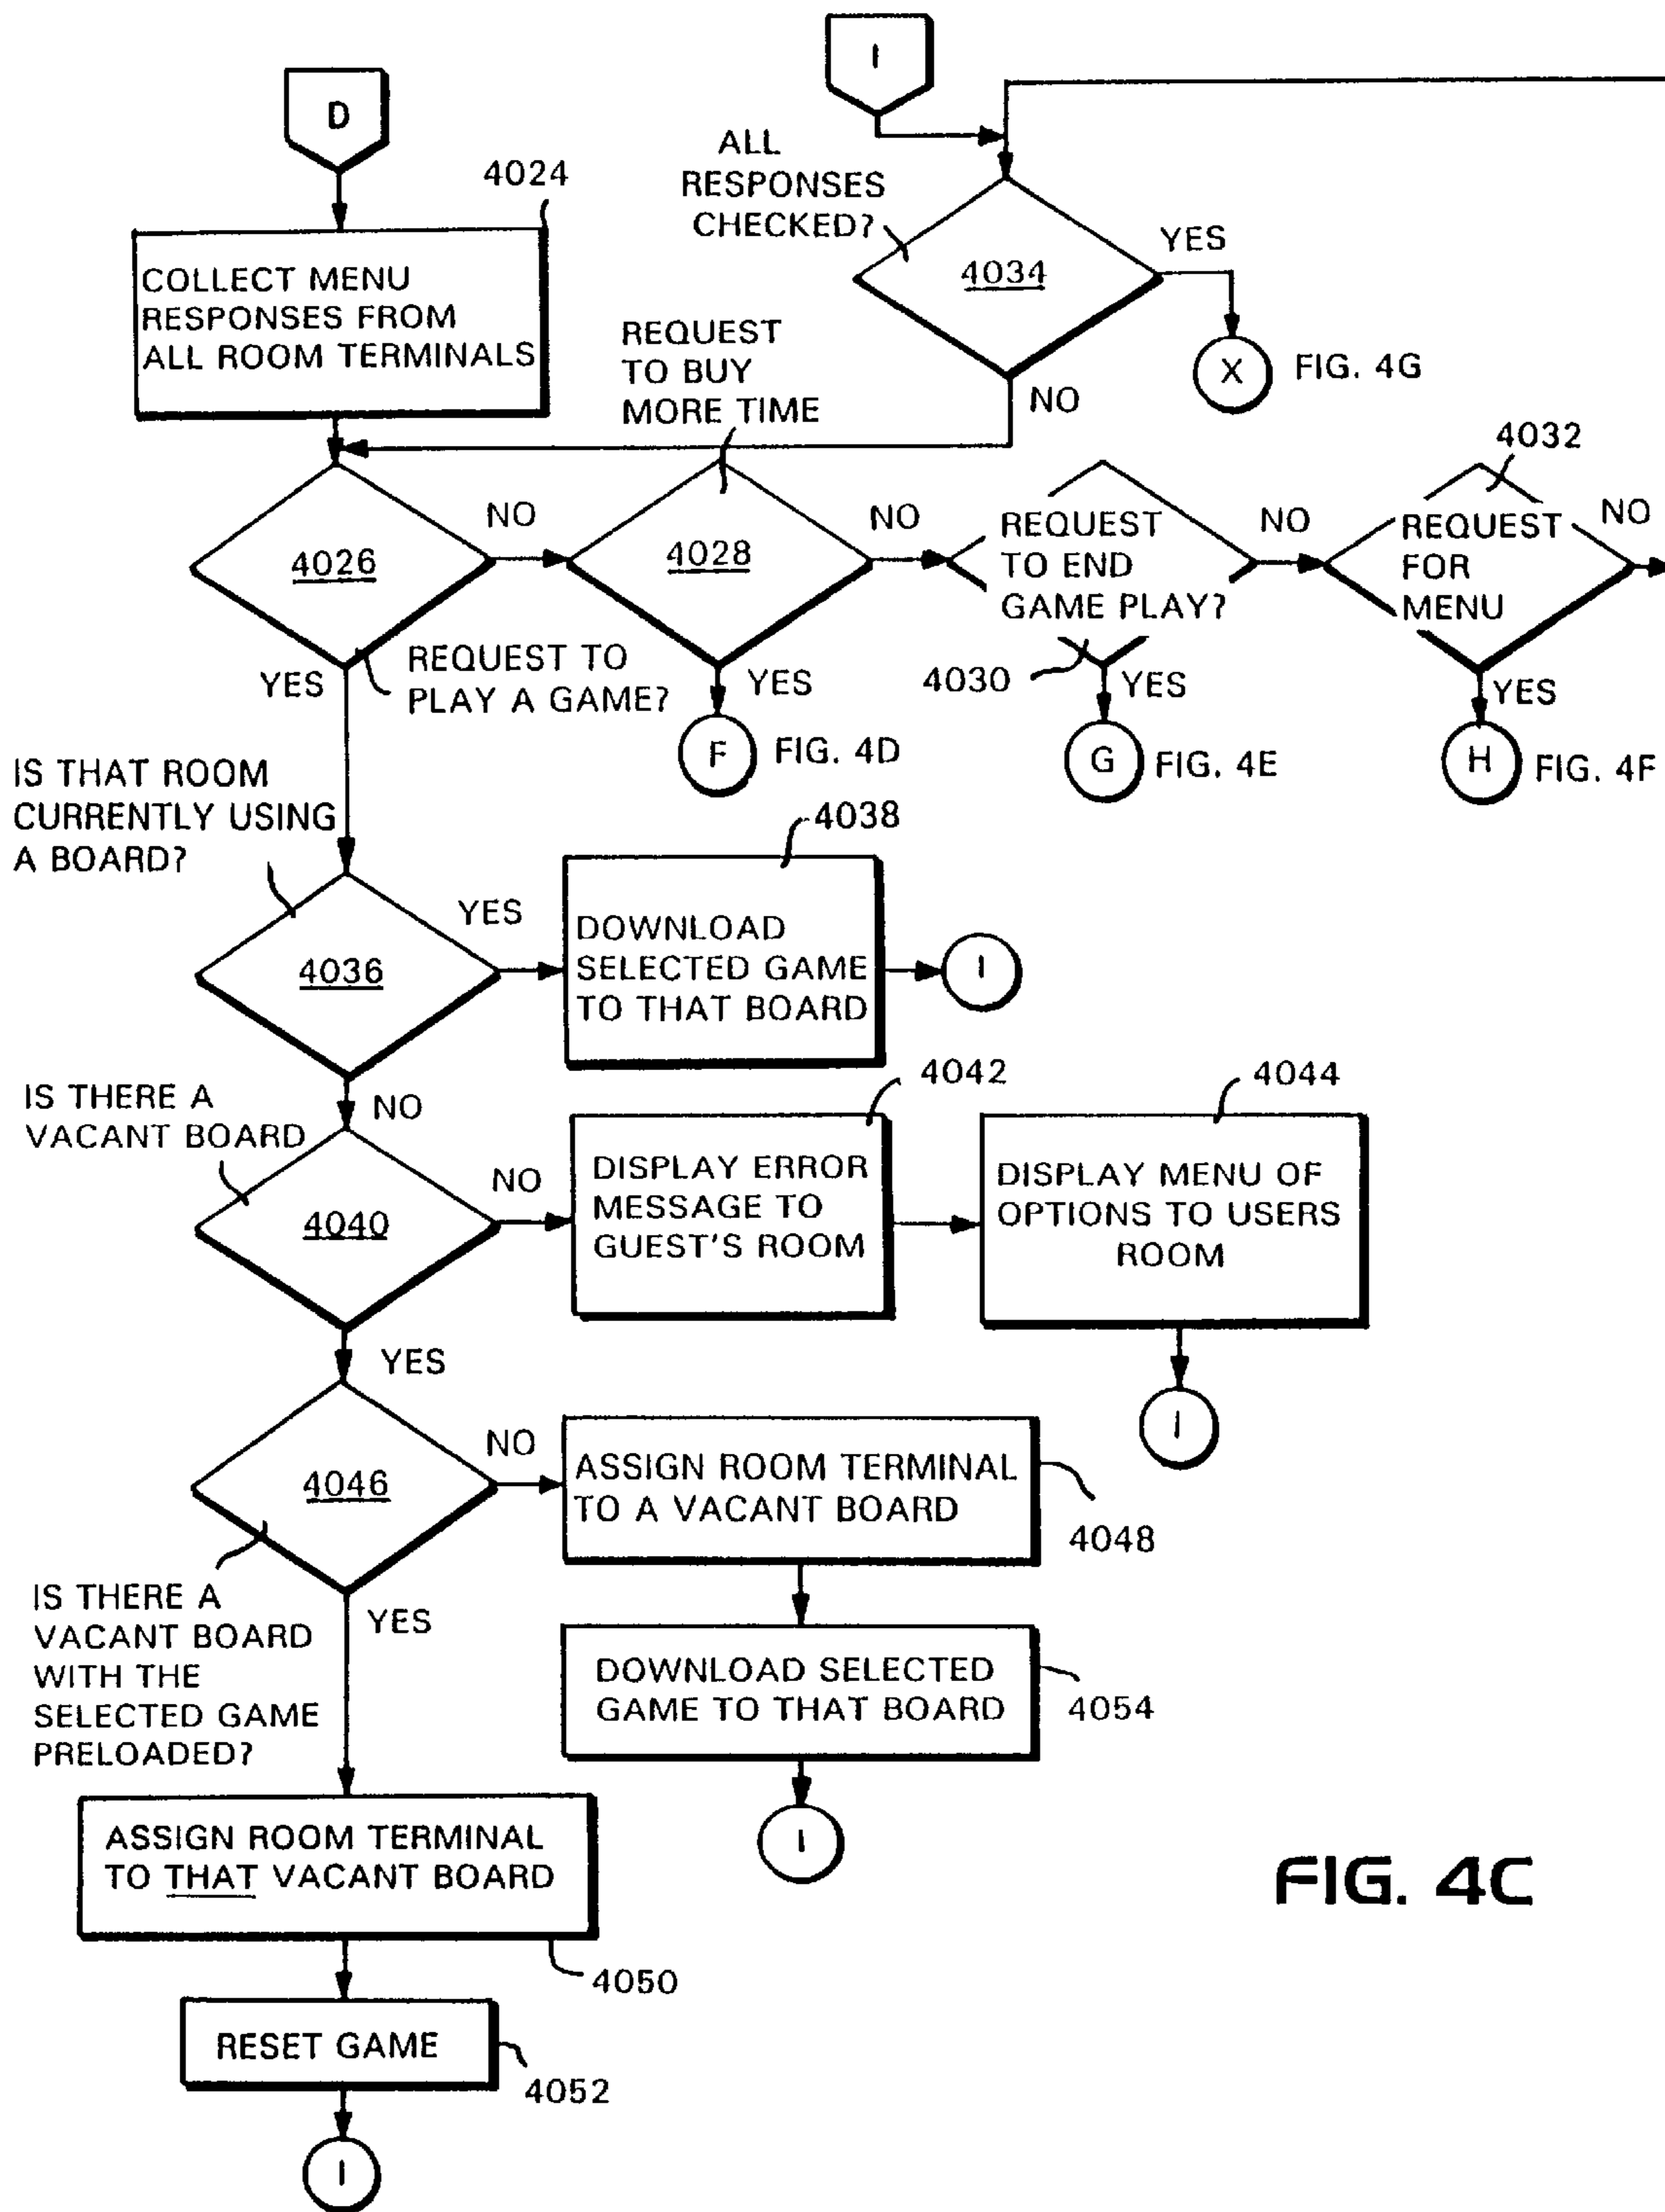 I
D
ALL
RESPONSES
CHECKED?
4024
4034
YES
COLLECT MENU
RESPONSES FROM
ALL ROOM TERMINALS
REQUEST
TO BUY
MORE TIME
X
FIG. 4G
NO
4032
4026
NO
4028
NO
REQUEST
TO END
GAME PLAY?
NO
REQUEST
FOR
MENU
NO
YES
REQUEST TO
PLAY A GAME?
YES
4030
YES
YES
F
FIG. 4D
G
FIG. 4E
H
FIG. 4F
IS THAT ROOM
CURRENTLY USING
A BOARD?
4038
4036
YES
DOWNLOAD
SELECTED GAME
TO THAT BOARD
I
IS THERE A
VACANT BOARD
NO
4042
4044
4040
NO
DISPLAY ERROR
MESSAGE TO
GUEST'S ROOM
DISPLAY MENU OF
OPTIONS TO USERS
ROOM
I
YES
4046
NO
ASSIGN ROOM TERMINAL
TO A VACANT BOARD
4048
IS THERE A
VACANT BOARD
WITH THE
SELECTED GAME
PRELOADED?
YES
DOWNLOAD SELECTED
GAME TO THAT BOARD
4054
I
ASSIGN ROOM TERMINAL
TO THAT VACANT BOARD
4050
RESET GAME
4052
I
FIG. 4C